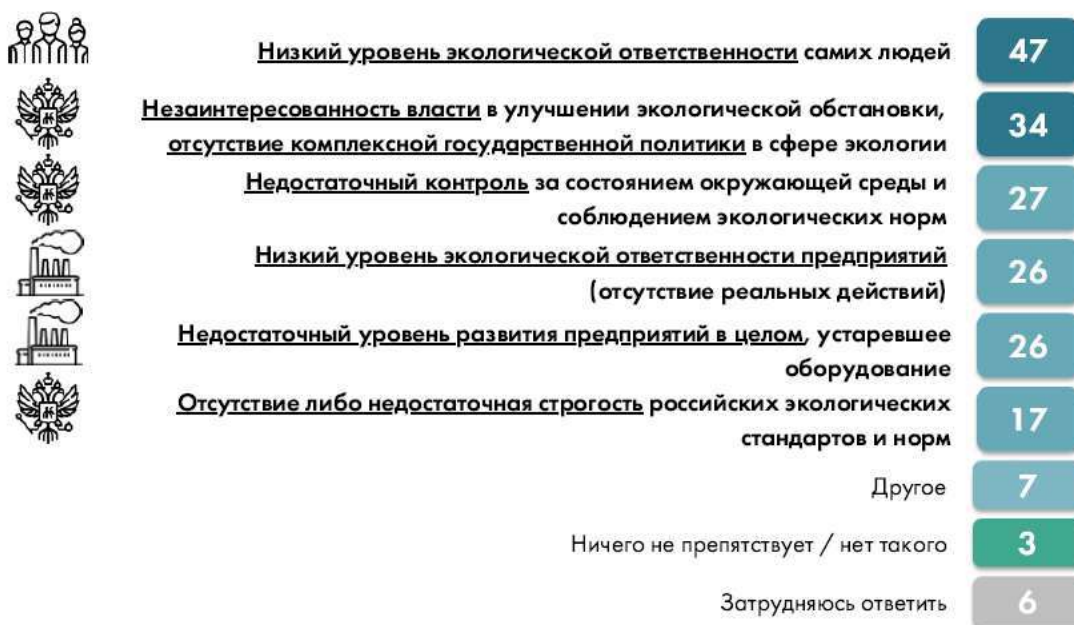 Низкий уровень экологической ответственности самих людей 47
Незаинтересованность власти в улучшении экологической обстановки,
отсутствие комплексной государственной политики в сфере экологии 34
Недостаточный контроль за состоянием окружающей среды и
соблюдением экологических норм 27
Низкий уровень экологической ответственности предприятий
(отсутствие реальных действий) 26
Недостаточный уровень развития предприятий в целом, устаревшее
оборудование 26
Отсутствие либо недостаточная строгость российских экологических
стандартов и норм 17
Другое 7
Ничего не препятствует / нет такого 3
Затрудняюсь ответить 6